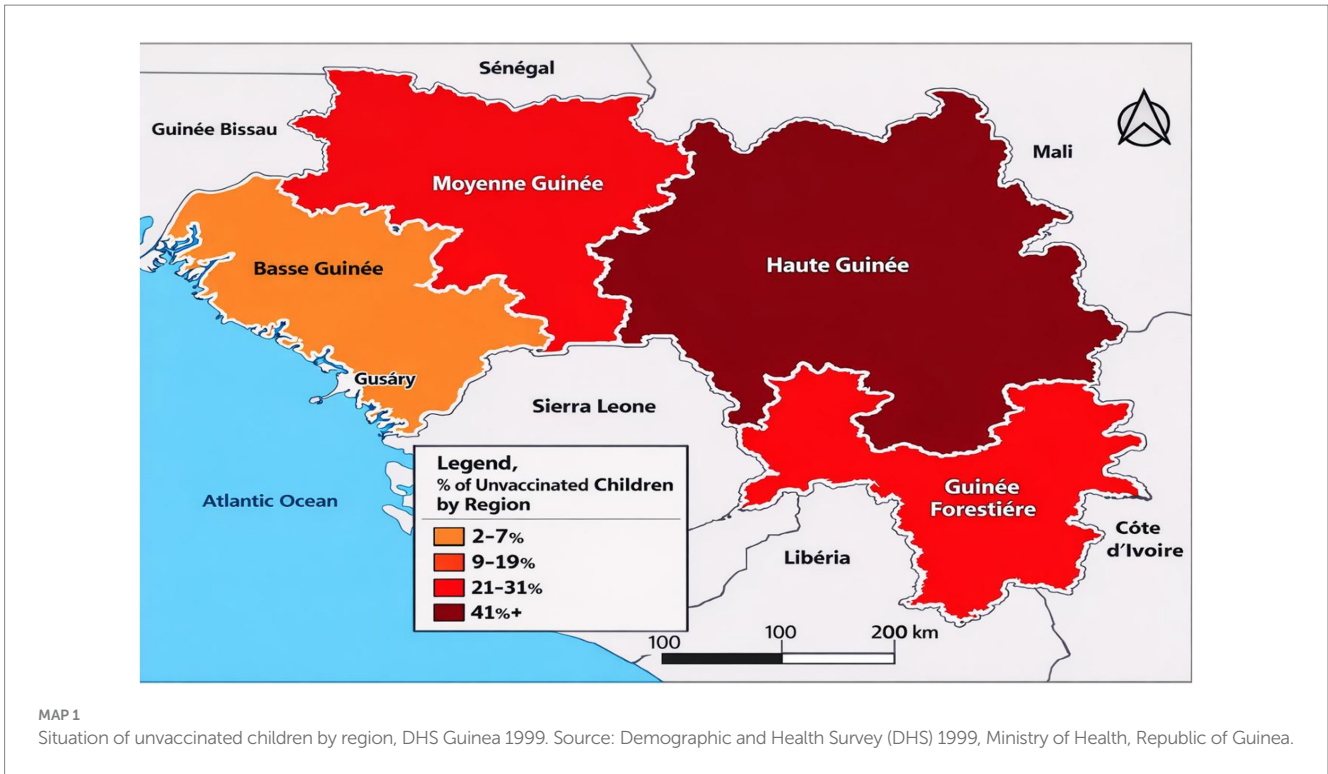 Sénégal
Guinée Bissau
Mali
Moyenne Guinée
Basse Guinée
Haute Guinée
Gusáry
Sierra Leone
Atlantic Ocean
Guinée
Forestiére
Libéria
Côte
d'Ivoire
Legend,
% of Unvaccinated Children
by Region
2–7%
9–19%
21–31%
41%+
100 100 200 km
MAP 1
Situation of unvaccinated children by region, DHS Guinea 1999. Source: Demographic and Health Survey (DHS) 1999, Ministry of Health, Republic of Guinea.